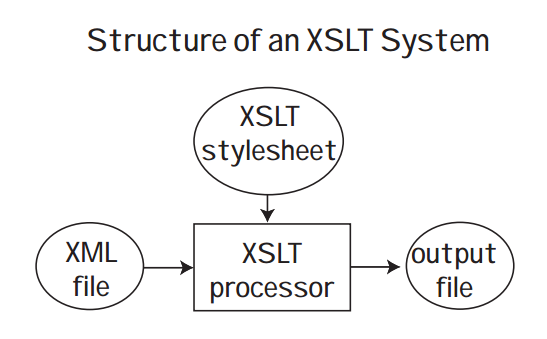 Structure of an XSLT System
XSLT
stylesheet
XML
file
XSLT
processor
output
file